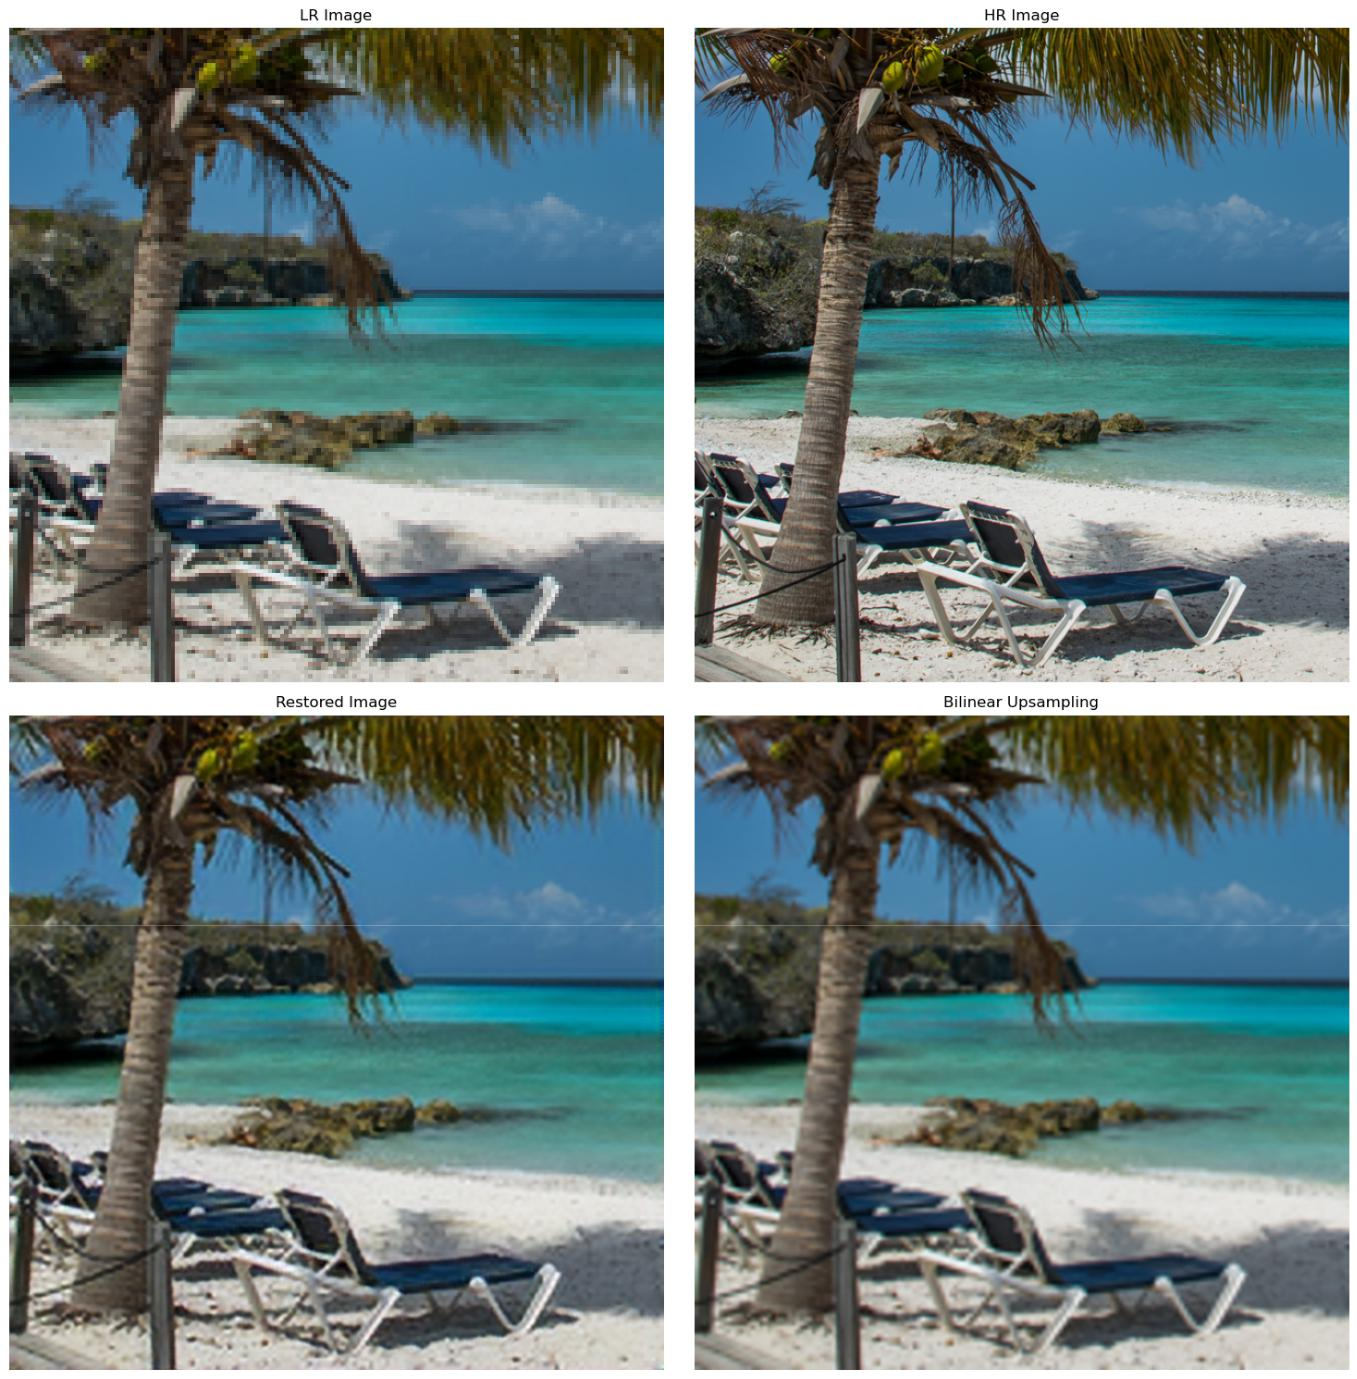 LR Image
HR Image
Restored Image
Bilinear Upsampling